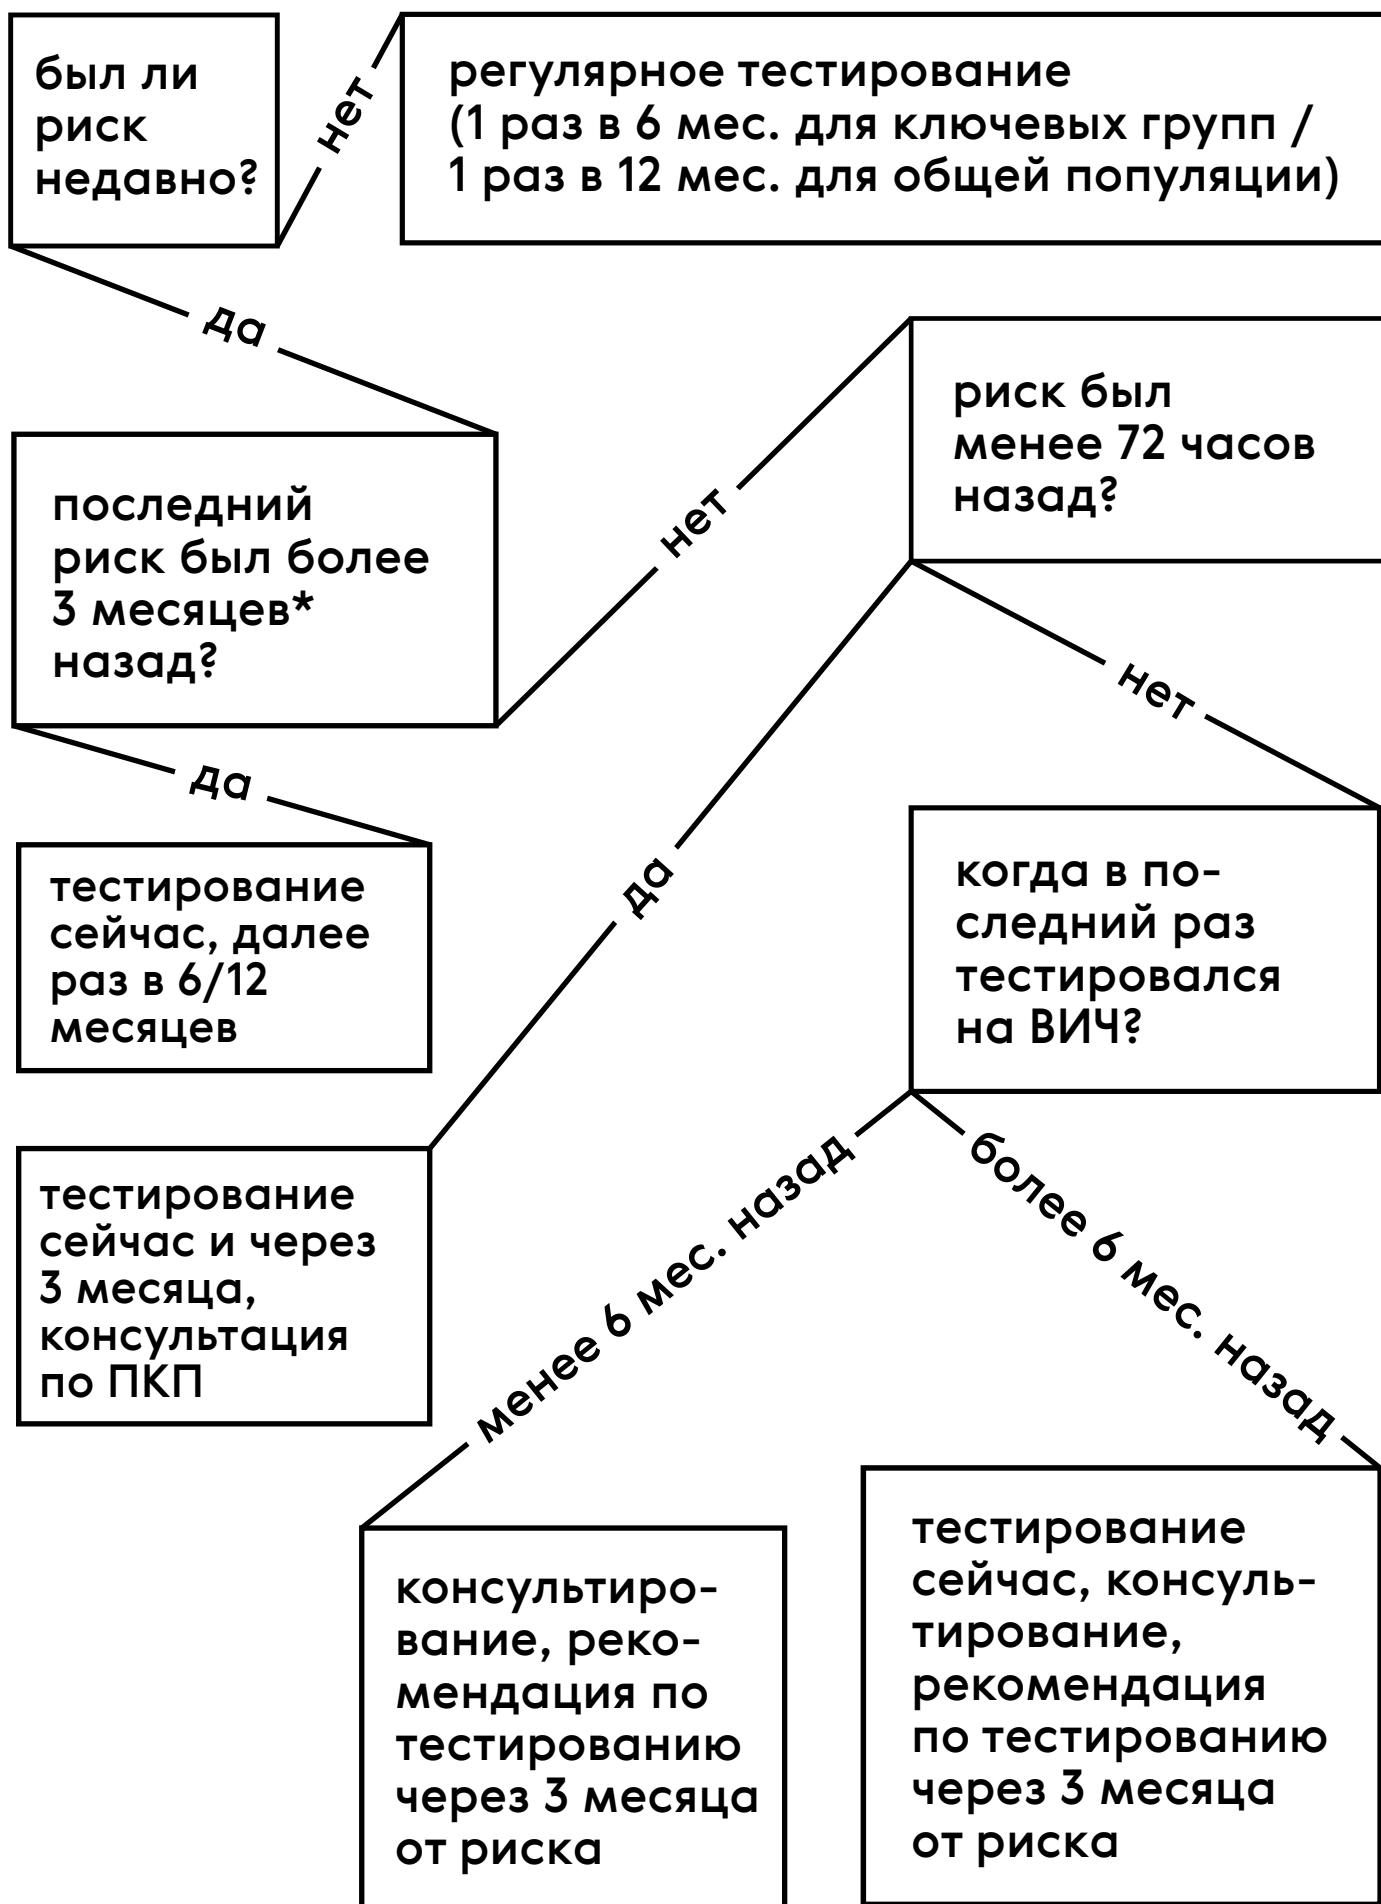 был ли
риск
недавно?
нет
регулярное тестирование
(1 раз в 6 мес. для ключевых групп /
1 раз в 12 мес. для общей популяции)
да
последний
риск был более
3 месяцев*
назад?
нет
риск был
менее 72 часов
назад?
да
тестирование
сейчас, далее
раз в 6/12
месяцев
да
тестирование
сейчас и через
3 месяца,
консультация
по ПКП
нет
когда в по-
следний раз
тестировался
на ВИЧ?
менее 6 мес. назад
консультиро-
вание, реко-
мендация по
тестированию
через 3 месяца
от риска
более 6 мес. назад
тестирование
сейчас, консуль-
тирование,
рекомендация
по тестированию
через 3 месяца
от риска